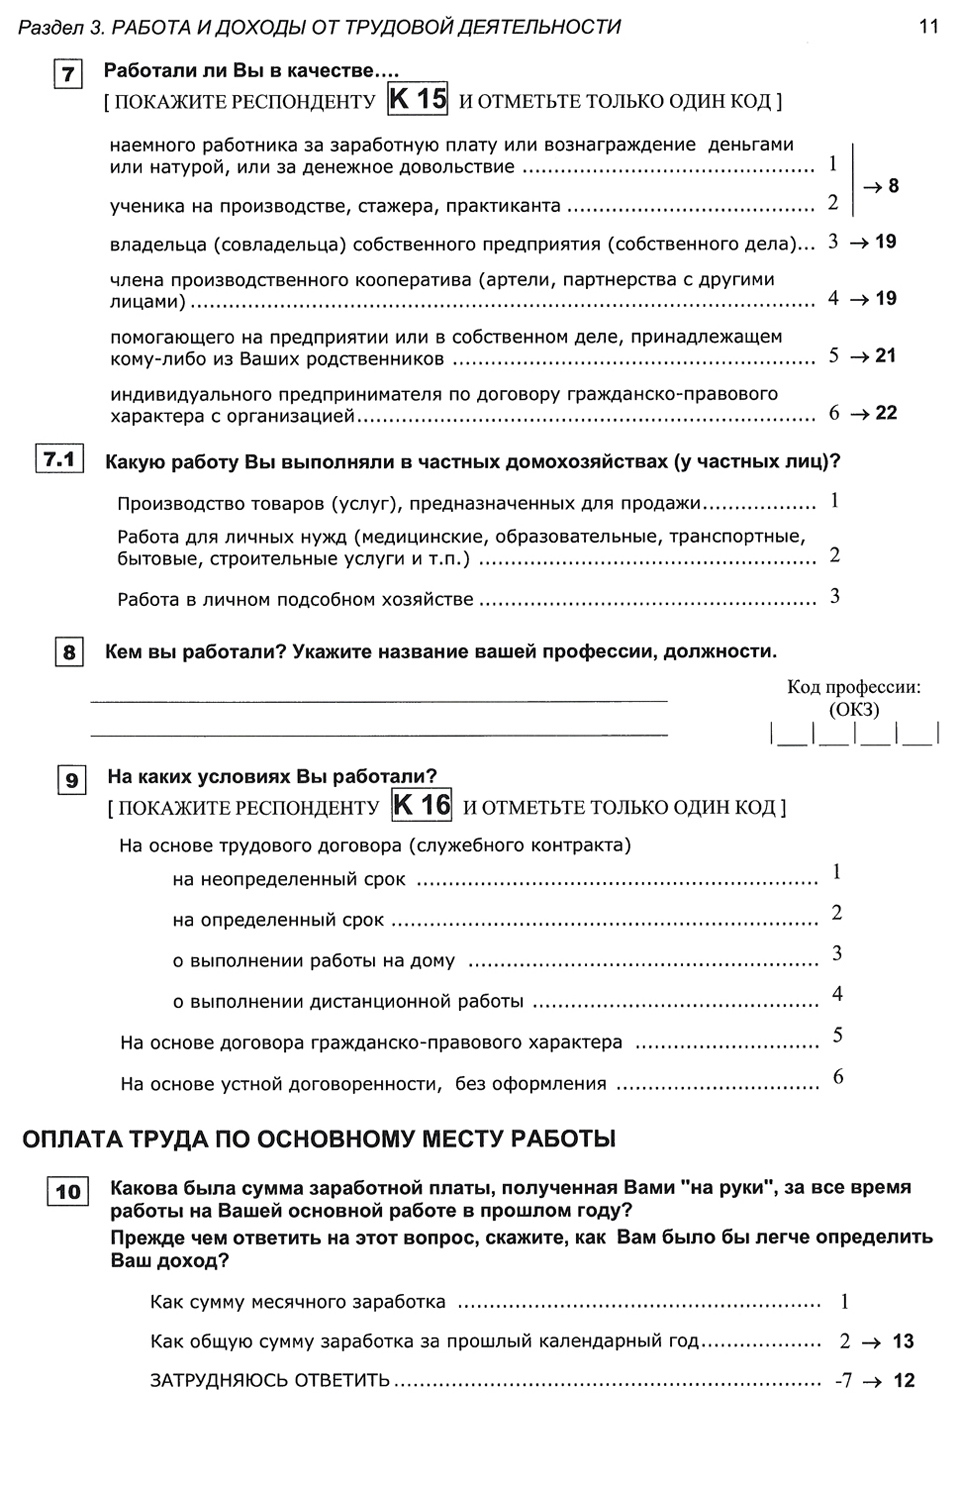 Раздел 3. РАБОТА И ДОХОДЫ ОТ ТРУДОВОЙ ДЕЯТЕЛЬНОСТИ 11
7 Работали ли Вы в качестве....
[ ПОКАЖИТЕ РЕСПОНДЕНТУ К 15 И ОТМЕТЬТЕ ТОЛЬКО ОДИН КОД ]
наемного работника за заработную плату или вознаграждение деньгами
или натурой, или за денежное довольствие ............................................. 1
→ 8
ученика на производстве, стажера, практиканта ...................................... 2
владельца (совладельца) собственного предприятия (собственного дела)... 3 → 19
члена производственного кооператива (артели, партнерства с другими
лицами) .................................................................................................. 4 → 19
помогающего на предприятии или в собственном деле, принадлежащем
кому-либо из Ваших родственников ......................................................... 5 → 21
индивидуального предпринимателя по договору гражданско-правового
характера с организацией........................................................................ 6 → 22
7.1 Какую работу Вы выполняли в частных домохозяйствах (у частных лиц)?
Производство товаров (услуг), предназначенных для продажи.................. 1
Работа для личных нужд (медицинские, образовательные, транспортные,
бытовые, строительные услуги и т.п.) ..................................................... 2
Работа в личном подсобном хозяйстве ..................................................... 3
8 Кем вы работали? Укажите название вашей профессии, должности.
Код профессии:
(ОКЗ)
|___|___|___|___|
9 На каких условиях Вы работали?
[ ПОКАЖИТЕ РЕСПОНДЕНТУ К 16 И ОТМЕТЬТЕ ТОЛЬКО ОДИН КОД ]
На основе трудового договора (служебного контракта)
на неопределенный срок ............................................................... 1
на определенный срок ................................................................... 2
о выполнении работы на дому ....................................................... 3
о выполнении дистанционной работы ............................................. 4
На основе договора гражданско-правового характера ............................. 5
На основе устной договоренности, без оформления ................................ 6
ОПЛАТА ТРУДА ПО ОСНОВНОМУ МЕСТУ РАБОТЫ
10 Какова была сумма заработной платы, полученная Вами "на руки", за все время
работы на Вашей основной работе в прошлом году?
Прежде чем ответить на этот вопрос, скажите, как Вам было бы легче определить
Ваш доход?
Как сумму месячного заработка ......................................................... 1
Как общую сумму заработка за прошлый календарный год................... 2 → 13
ЗАТРУДНЯЮСЬ ОТВЕТИТЬ ................................................................... -7 → 12